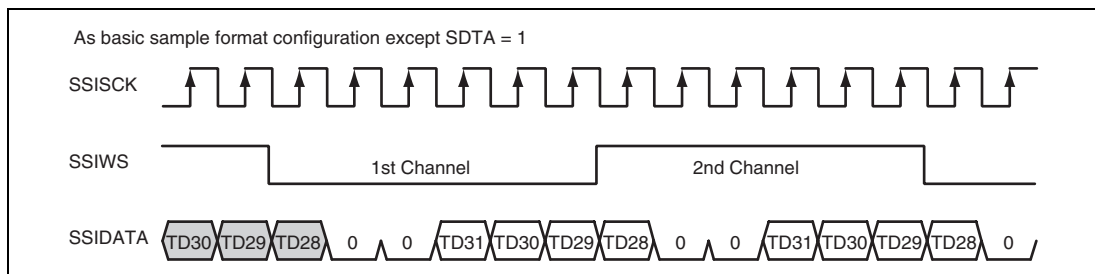 As basic sample format configuration except SDTA = 1
SSISCK
SSIWS 1st Channel 2nd Channel
SSIDATA TD30 TD29 TD28 0 0 TD31 TD30 TD29 TD28 0 0 TD31 TD30 TD29 TD28 0